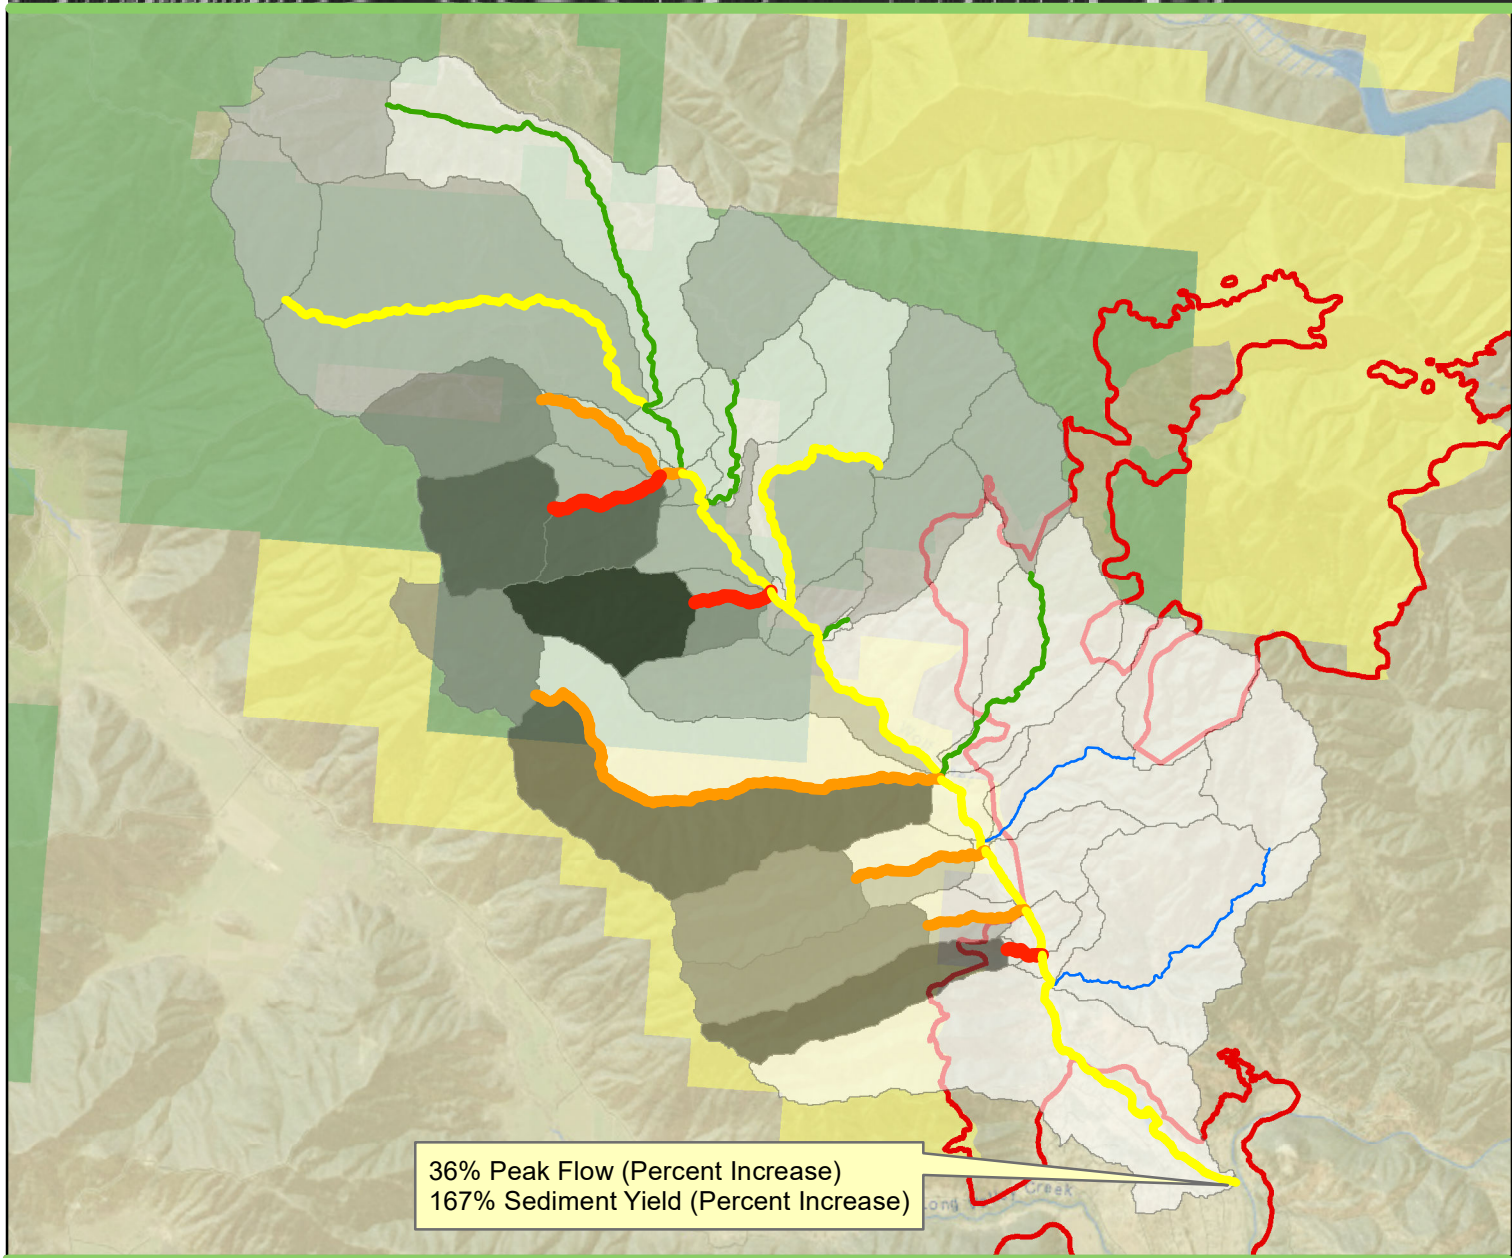 36% Peak Flow (Percent Increase)
167% Sediment Yield (Percent Increase)
Creek